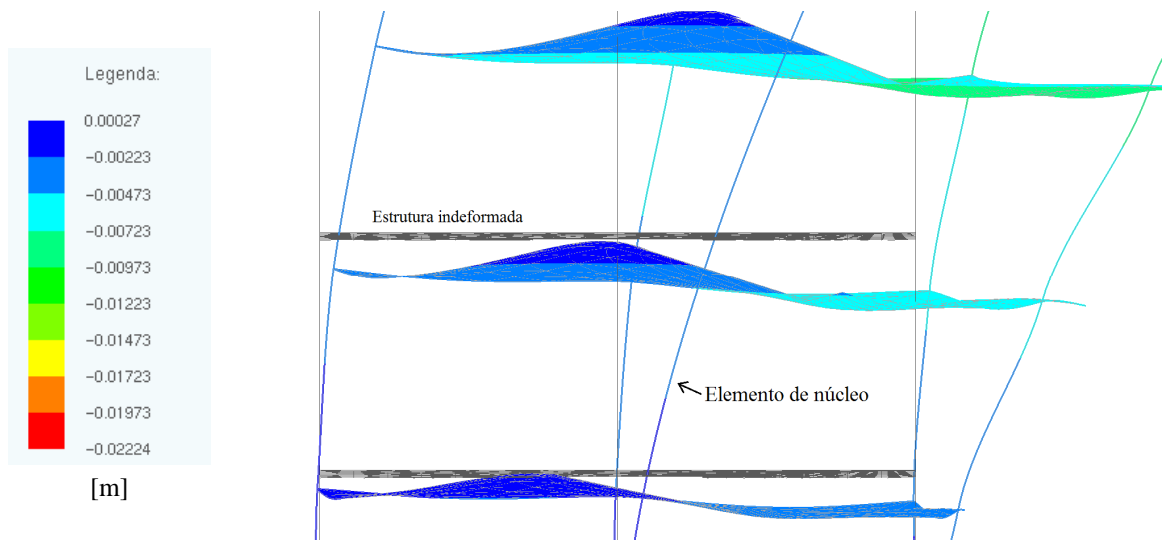 Legenda:
0.00027
-0.00223
-0.00473
-0.00723
-0.00973
-0.01223
-0.01473
-0.01723
-0.01973
-0.02224
[m]
Estrutura indeformada
Elemento de núcleo